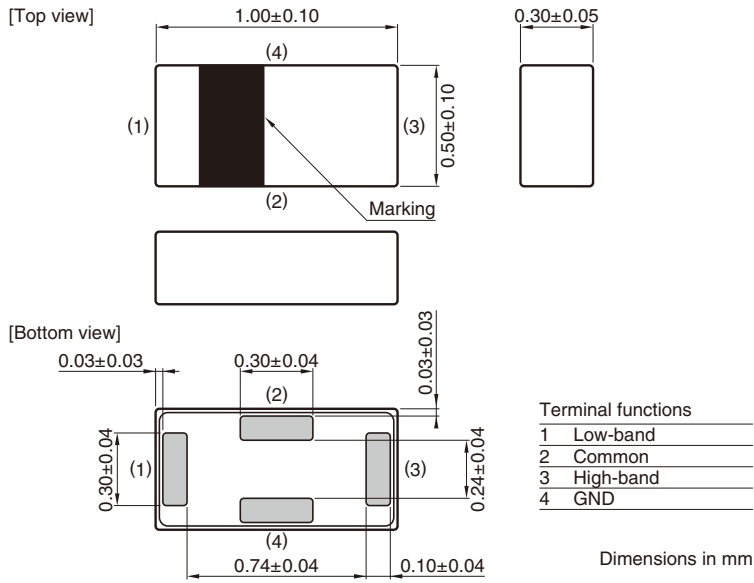 [Top view]
1.00±0.10
0.30±0.05
(4)
(1)
(3)
0.50±0.10
(2)
Marking
[Bottom view]
0.03±0.03
0.30±0.04
0.03±0.03
(2)
0.30±0.04
(1)
(3)
0.24±0.04
(4)
0.74±0.04
0.10±0.04
Terminal functions
1 Low-band
2 Common
3 High-band
4 GND
Dimensions in mm